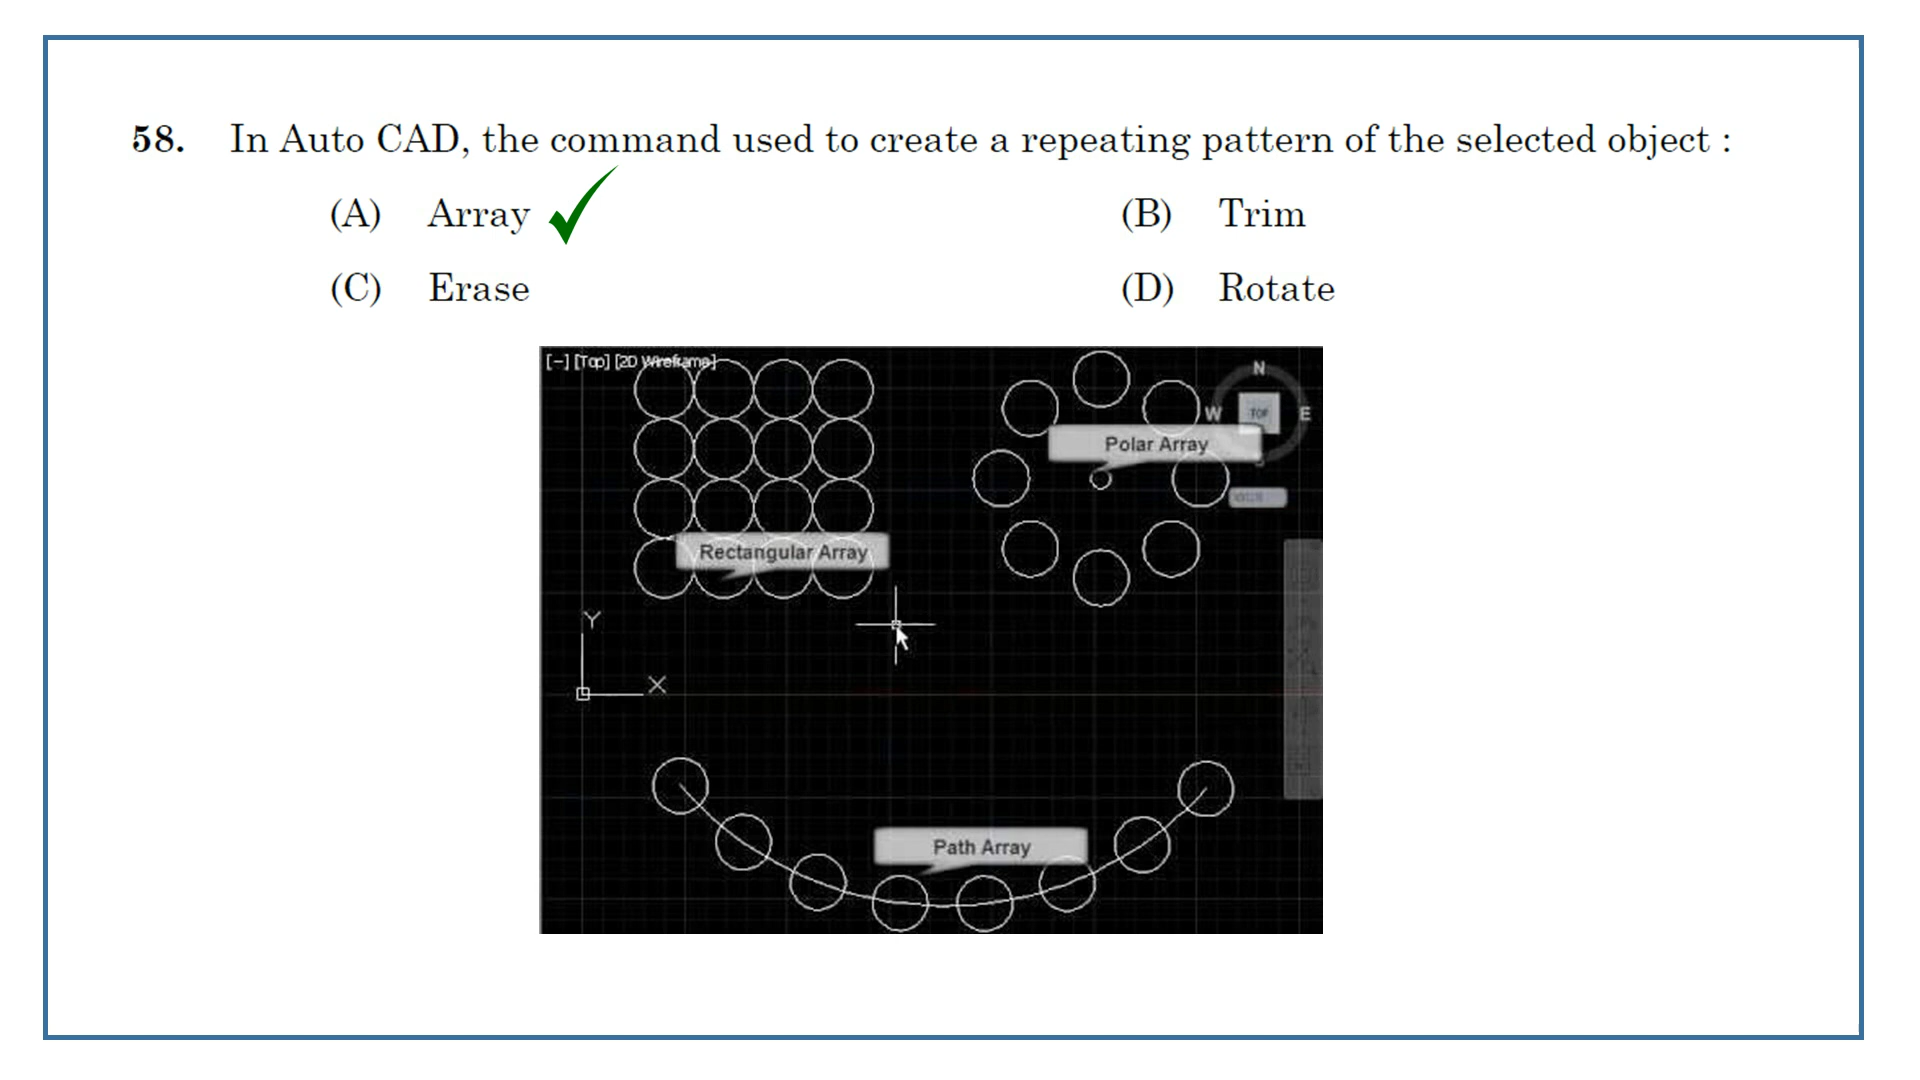 58. In Auto CAD, the command used to create a repeating pattern of the selected object :
(A) Array (B) Trim
(C) Erase (D) Rotate
[−] [Top] [2D Wireframe]
N
W TOP E
Polar Array
Rectangular Array
Y
X
Path Array